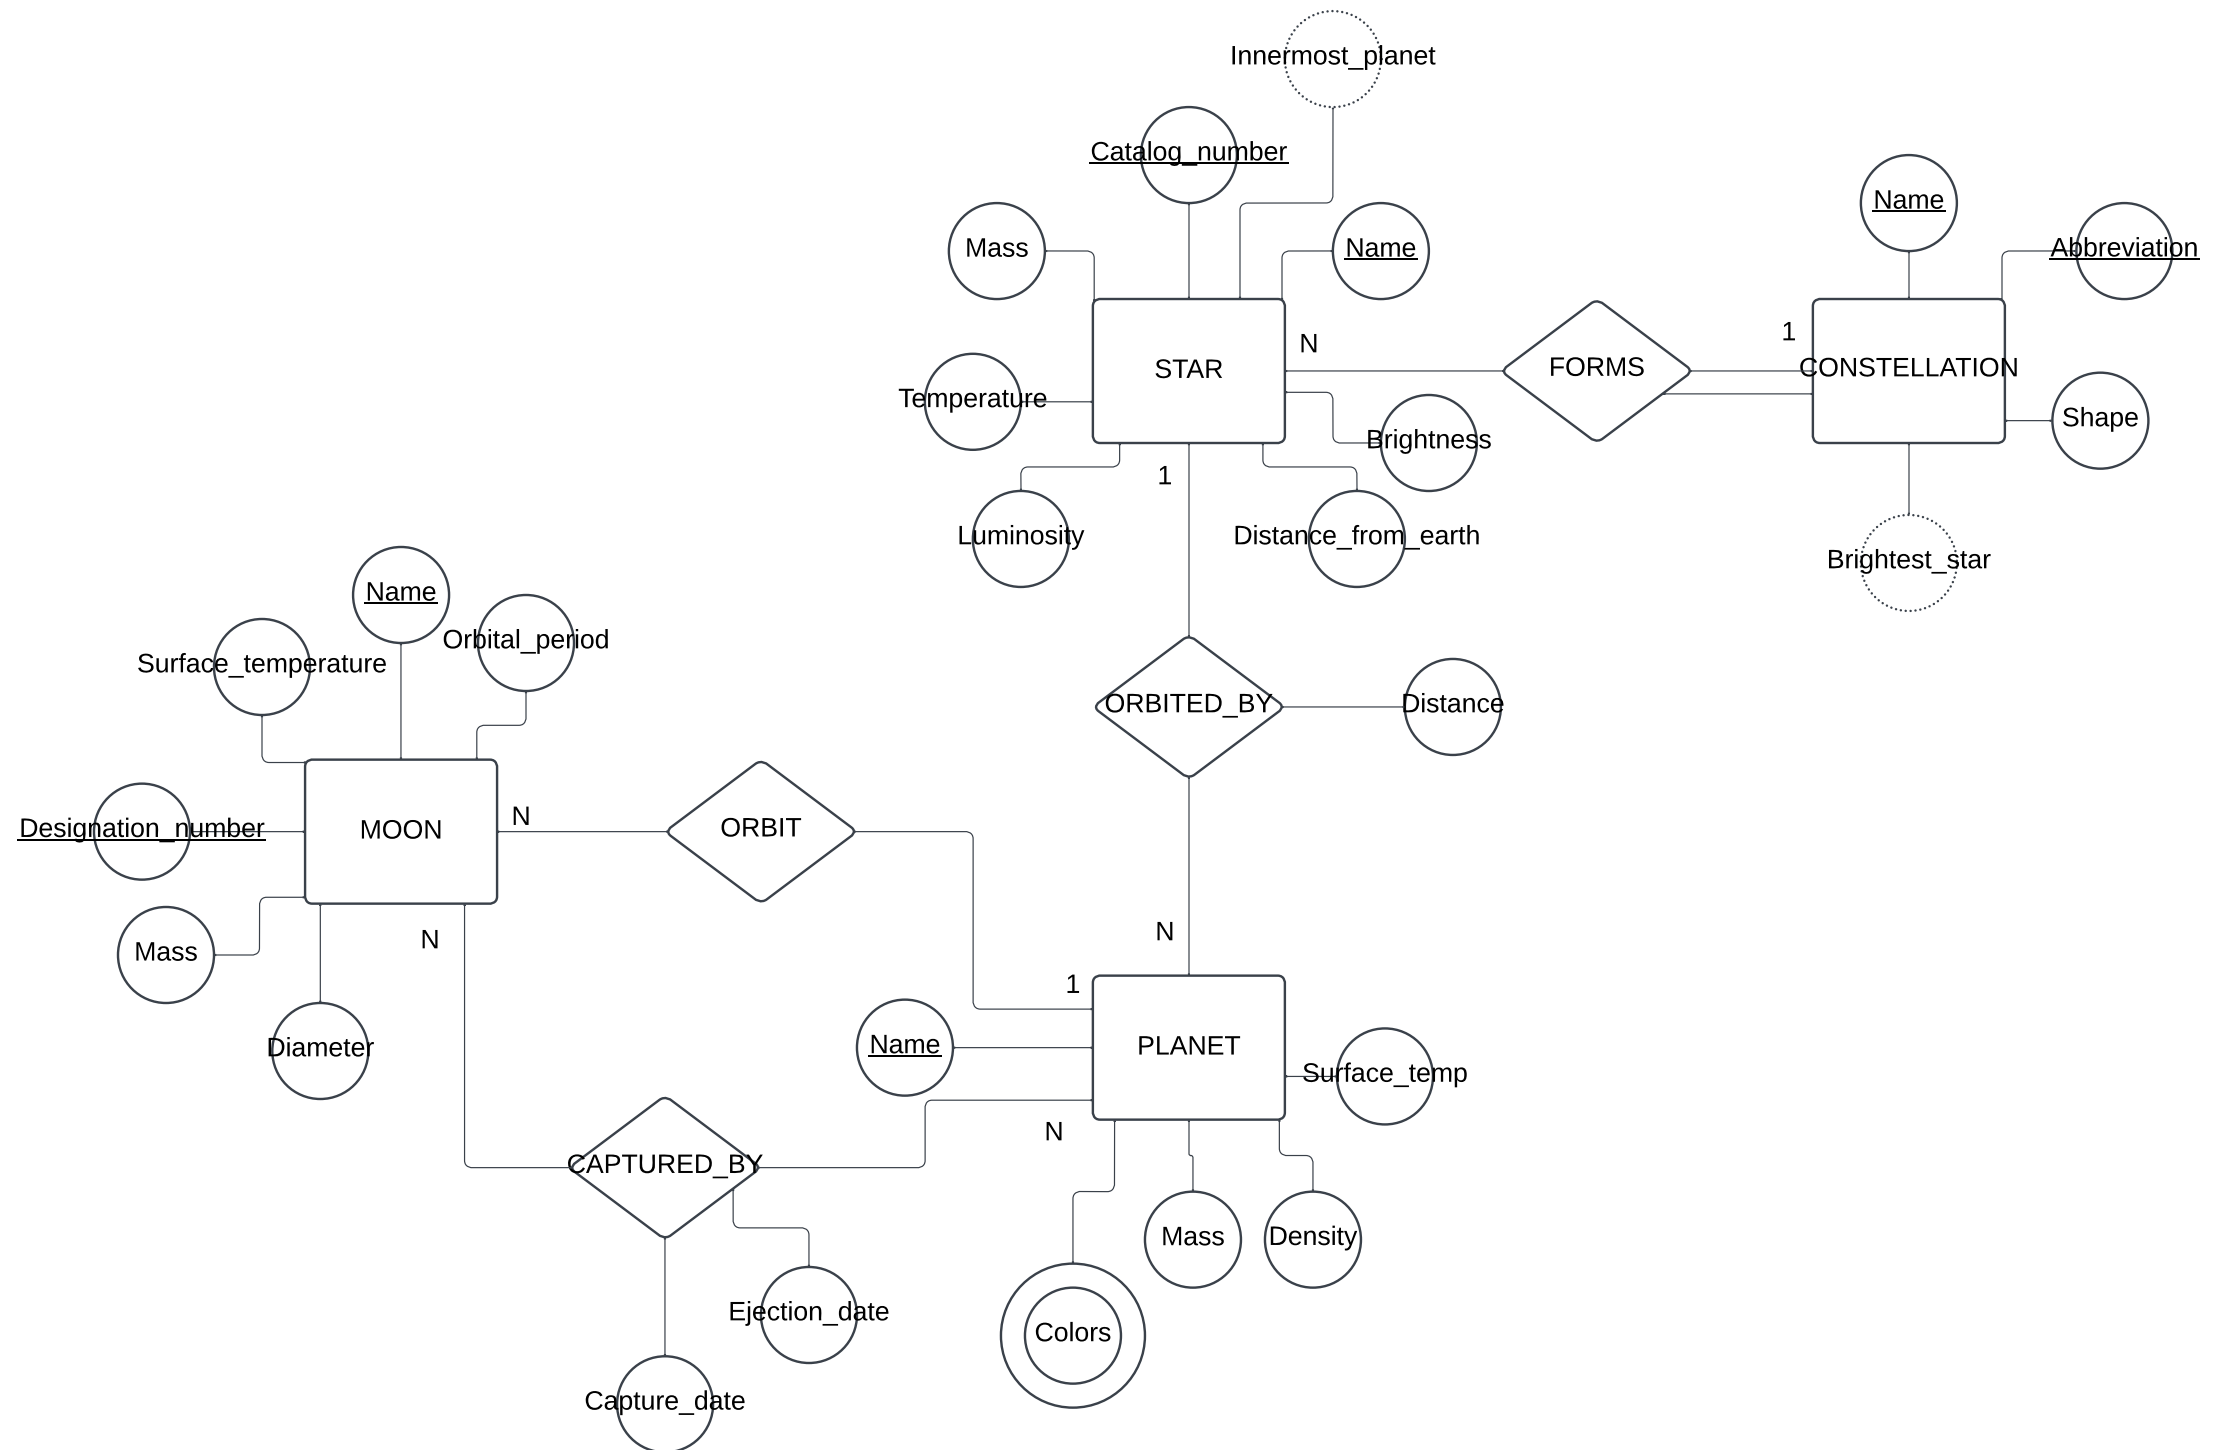 Innermost_planet
Catalog_number
Name
Mass
Name
Abbreviation
N
1
STAR
FORMS
CONSTELLATION
Temperature
Shape
Brightness
1
Luminosity
Distance_from_earth
Brightest_star
Name
Orbital_period
Surface_temperature
ORBITED_BY
Distance
N
Designation_number
MOON
ORBIT
N
N
Mass
1
Name
PLANET
Diameter
Surface_temp
N
CAPTURED_BY
Mass
Density
Ejection_date
Colors
Capture_date